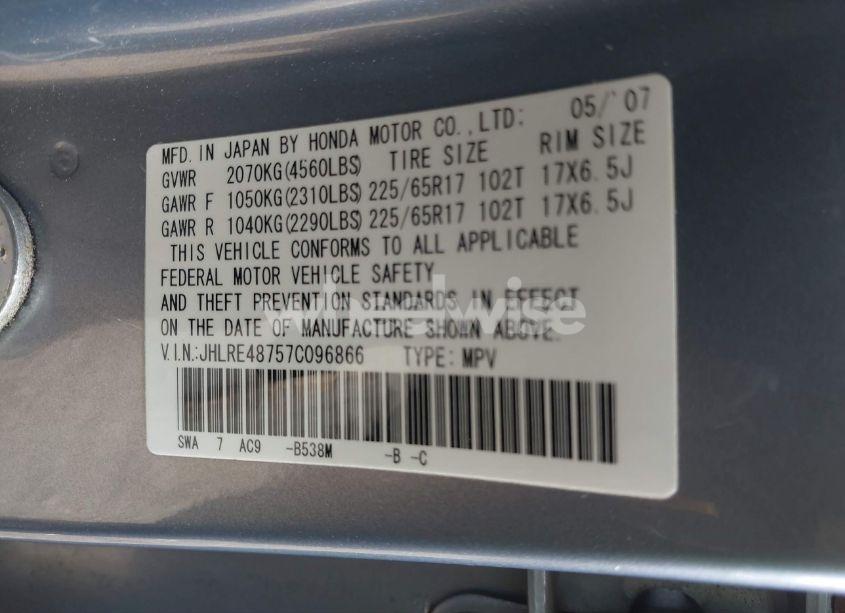 MFD. IN JAPAN BY HONDA MOTOR CO., LTD: 05/'07
GVWR 2070KG(4560LBS) TIRE SIZE RIM SIZE
GAWR F 1050KG(2310LBS) 225/65R17 102T 17X6.5J
GAWR R 1040KG(2290LBS) 225/65R17 102T 17X6.5J
THIS VEHICLE CONFORMS TO ALL APPLICABLE
FEDERAL MOTOR VEHICLE SAFETY
AND THEFT PREVENTION STANDARDS IN EFFECT
ON THE DATE OF MANUFACTURE SHOWN ABOVE.
wheelwise
V.I.N.:JHLRE48757C096866 TYPE: MPV
SWA 7 AC9 -B538M -B -C